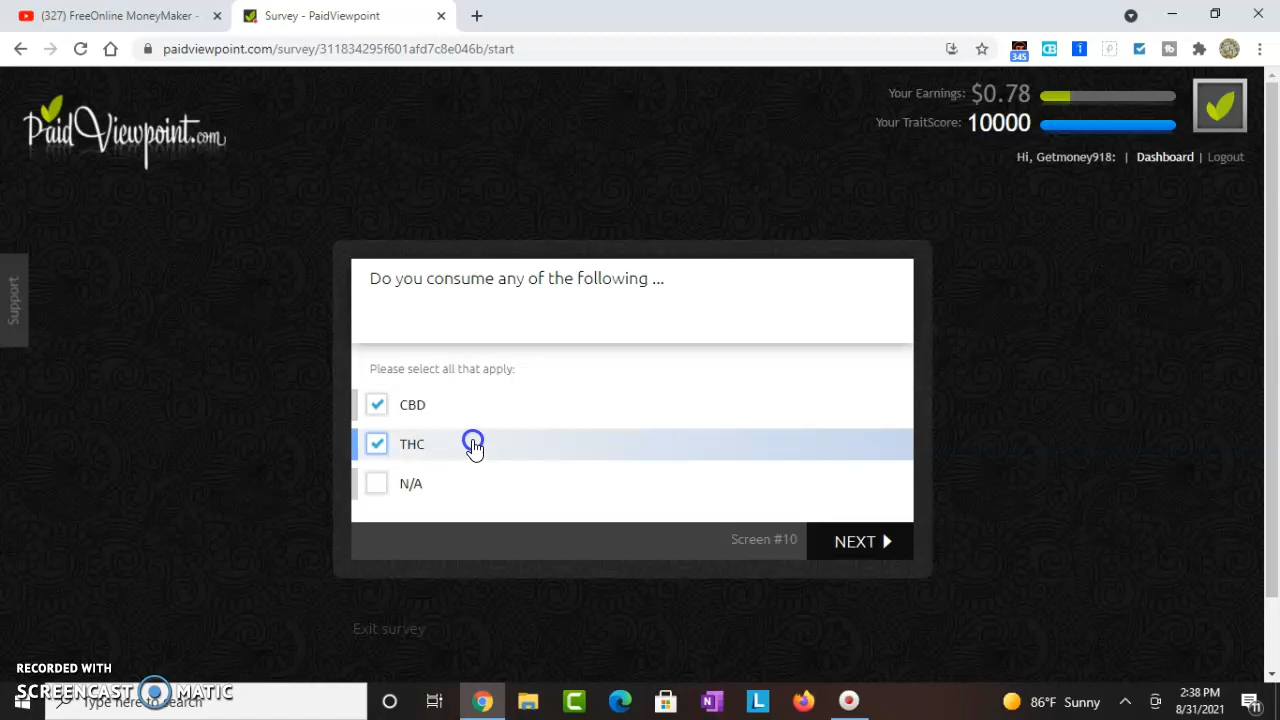 (327) FreeOnline MoneyMaker -
Survey - PaidViewpoint
paidviewpoint.com/survey/311834295f601afd7c8e046b/start
345
CB
PaidViewpoint.com
Your Earnings: $0.78
Your TraitScore: 10000
Hi, Getmoney918: | Dashboard | Logout
Support
Do you consume any of the following ...
Please select all that apply:
CBD
THC
N/A
Screen #10
NEXT
Exit survey
RECORDED WITH
SCREENCAST MATIC
Type here to search
86°F Sunny
2:38 PM
8/31/2021
11